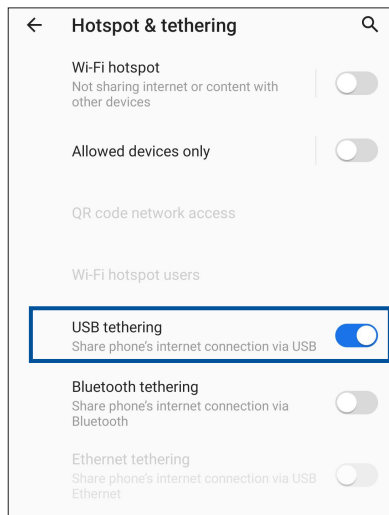 Hotspot & tethering
Wi-Fi hotspot
Not sharing internet or content with
other devices
Allowed devices only
QR code network access
Wi-Fi hotspot users
USB tethering
Share phone's internet connection via USB
Bluetooth tethering
Share phone's internet connection via
Bluetooth
Ethernet tethering
Share phone's internet connection via USB
Ethernet